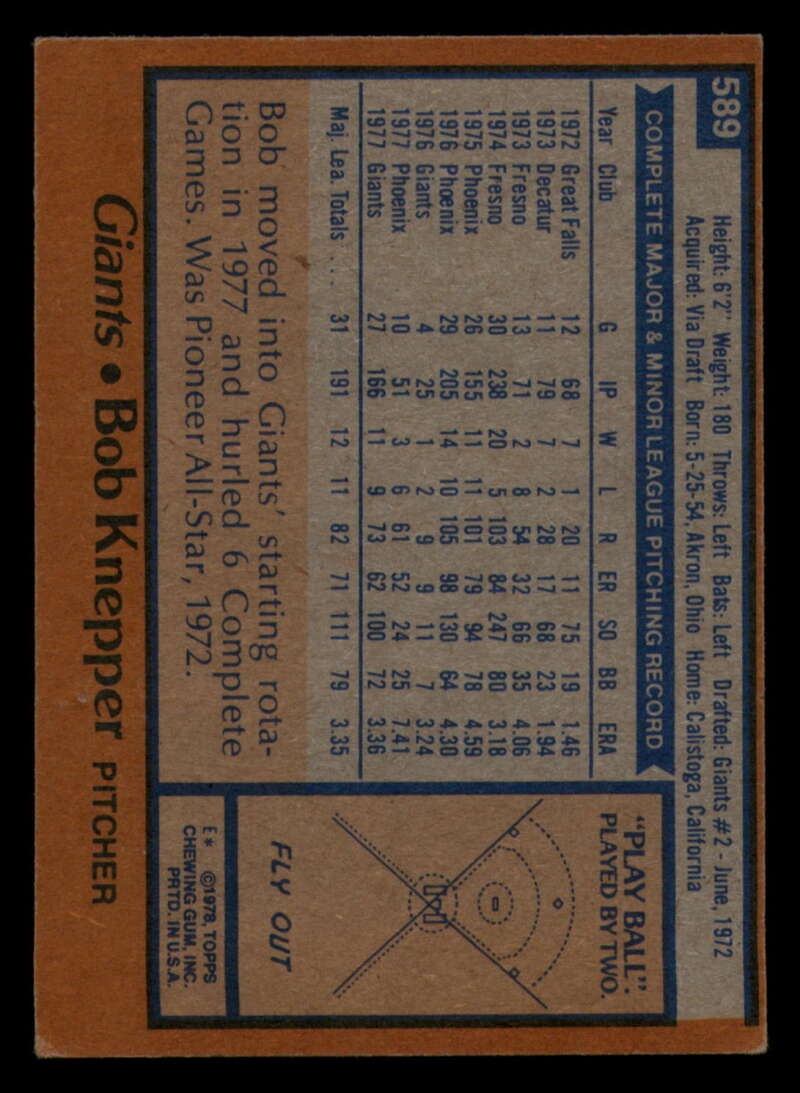 589
Height: 6'2" Weight: 180 Throws: Left Bats: Left Drafted: Giants #2 - June, 1972
Acquired: Via Draft Born: 5-25-54, Akron, Ohio Home: Calistoga, California
COMPLETE MAJOR & MINOR LEAGUE PITCHING RECORD
Year Club G IP W L R ER SO BB ERA
1972 Great Falls 12 68 7 1 20 11 75 19 1.46
1973 Decatur 11 79 7 2 28 17 68 23 1.94
1973 Fresno 13 71 2 8 54 32 66 35 4.06
1974 Fresno 30 238 20 5 103 84 247 80 3.18
1975 Phoenix 26 155 11 11 101 79 94 78 4.59
1976 Phoenix 29 205 14 10 105 98 130 64 4.30
1976 Giants 4 25 1 2 9 9 11 7 3.24
1977 Phoenix 10 51 3 6 61 52 24 25 7.41
1977 Giants 27 166 11 9 73 62 100 72 3.36
Maj. Lea. Totals . . . 31 191 12 11 82 71 111 79 3.35
Bob moved into Giants' starting rota-
tion in 1977 and hurled 6 Complete
Games. Was Pioneer All-Star, 1972.
"PLAY BALL":
PLAYED BY TWO.
FLY OUT
E* ©1978, TOPPS
CHEWING GUM, INC.
PRTD. IN U.S.A.
Giants • Bob Knepper PITCHER